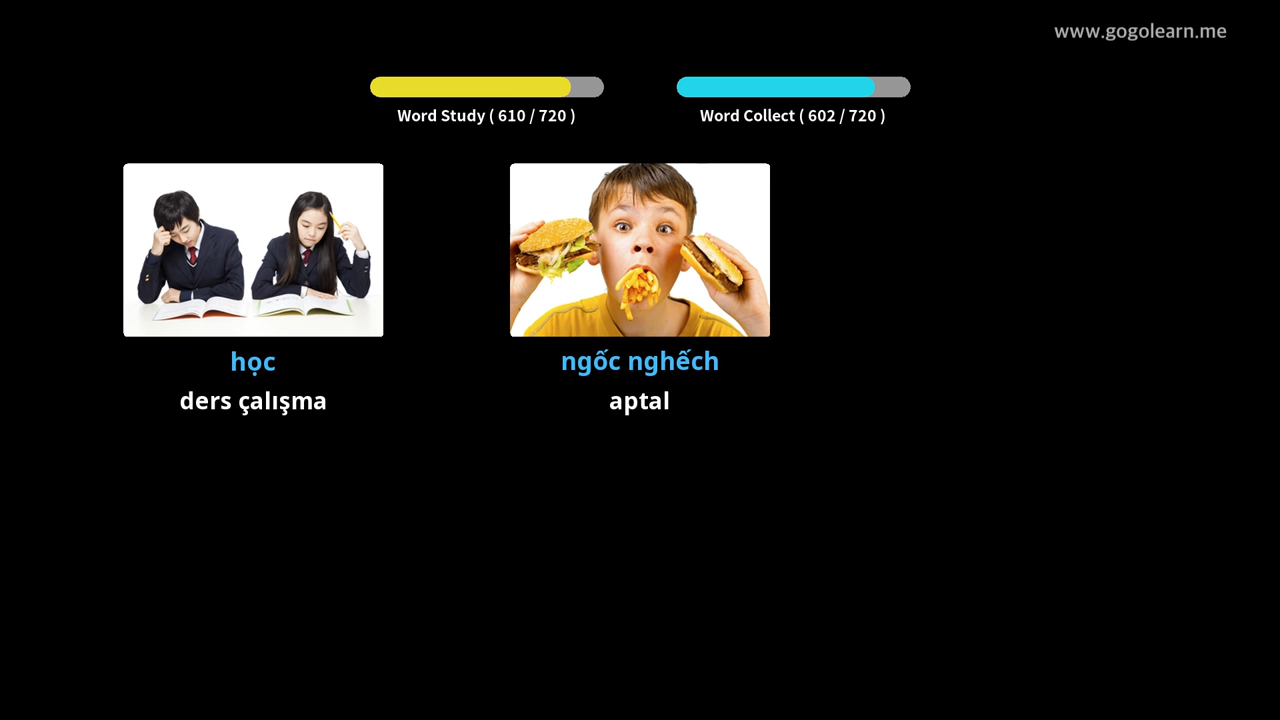 www.gogolearn.me
Word Study ( 610 / 720 )
Word Collect ( 602 / 720 )
học
ders çalışma
ngốc nghếch
aptal